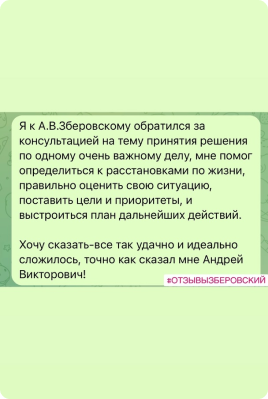 Я к А.В.Зберовскому обратился за
консультацией на тему принятия решения
по одному очень важному делу, мне помог
определиться к расстановками по жизни,
правильно оценить свою ситуацию,
поставить цели и приоритеты, и
выстроиться план дальнейших действий.
Хочу сказать-все так удачно и идеально
сложилось, точно как сказал мне Андрей
Викторович!
#ОТЗЫВЫЗБЕРОВСКИЙ